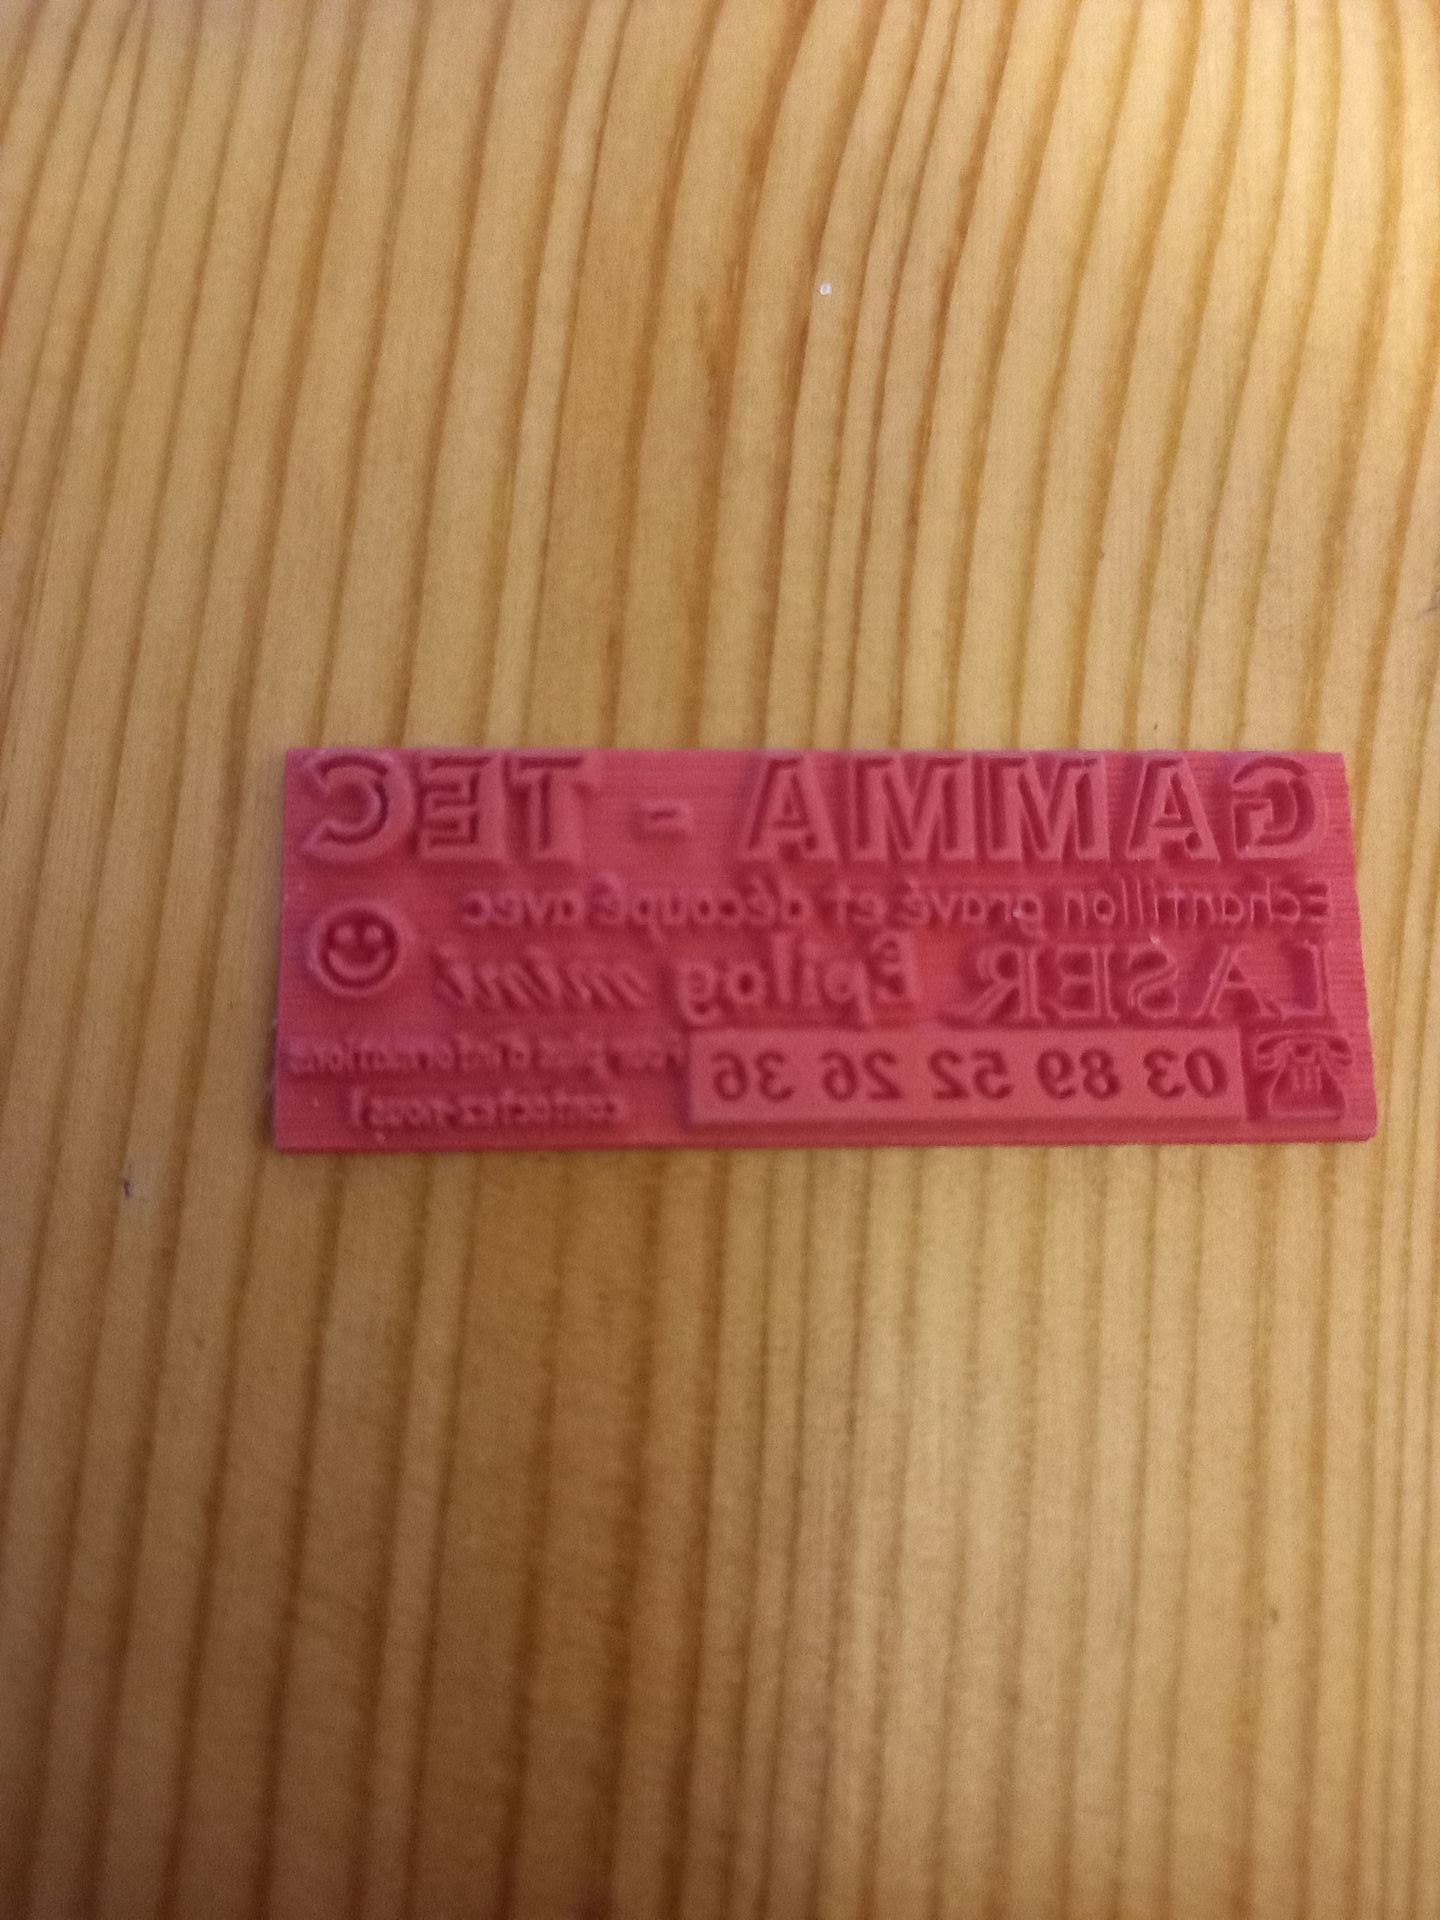 GAMMA - TEC
Echantillon gravé et découpé avec
LASER Epilog mini
03 89 52 26 36
Pour plus d'informations
contactez-nous!